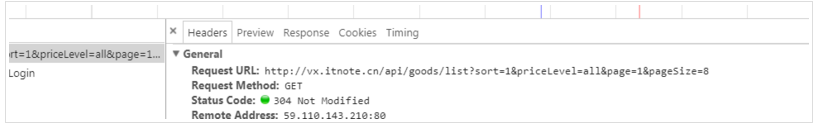 × Headers Preview Response Cookies Timing
rt=1&priceLevel=all&page=1...
Login
▼ General
Request URL: http://vx.itnote.cn/api/goods/list?sort=1&priceLevel=all&page=1&pageSize=8
Request Method: GET
Status Code: 304 Not Modified
Remote Address: 59.110.143.210:80